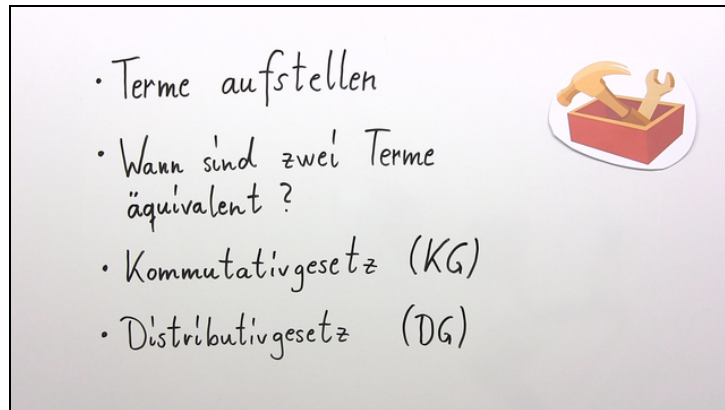 • Terme aufstellen
• Wann sind zwei Terme
äquivalent ?
• Kommutativgesetz (KG)
• Distributivgesetz (DG)